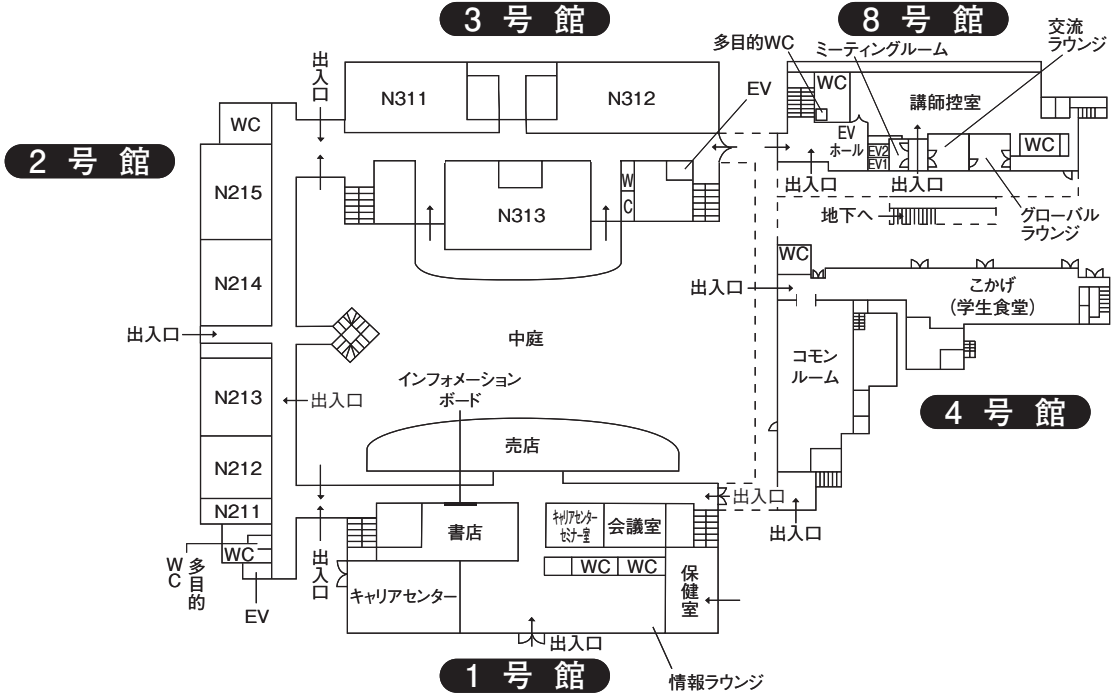 3 号 館
8 号 館
多目的WC
ミーティングルーム
交流
ラウンジ
出入口
N311
N312
EV
WC
講師控室
EV
ホール
EV2
EV1
WC
出入口
出入口
WC
2 号 館
N215
N313
W
C
地下へ
グローバル
ラウンジ
WC
N214
出入口
こかげ
(学生食堂)
出入口
中庭
コモン
ルーム
インフォメーション
ボード
N213
出入口
4 号 館
売店
N212
N211
出入口
書店
キャリアセンター
セミナー室
会議室
出入口
WC
多目的
WC
出入口
EV
キャリアセンター
WC
WC
保健室
出入口
1 号 館
情報ラウンジ